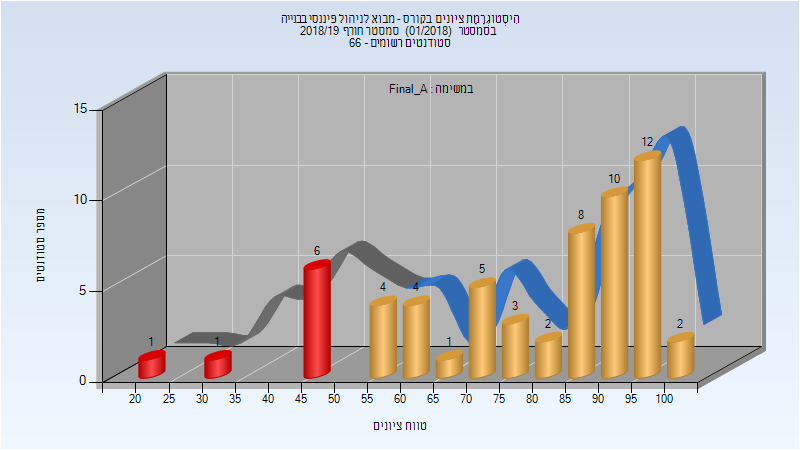 היסטוגרמת ציונים בקורס - מבוא לניהול פיננסי בבנייה
בסמסטר (01/2018) סמסטר חורף 2018/19
סטודנטים רשומים - 66
במשימה : Final_A
מספר סטודנטים
15
10
5
0
1
1
6
4
4
1
5
3
2
8
10
12
2
20 25 30 35 40 45 50 55 60 65 70 75 80 85 90 95 100
טווח ציונים